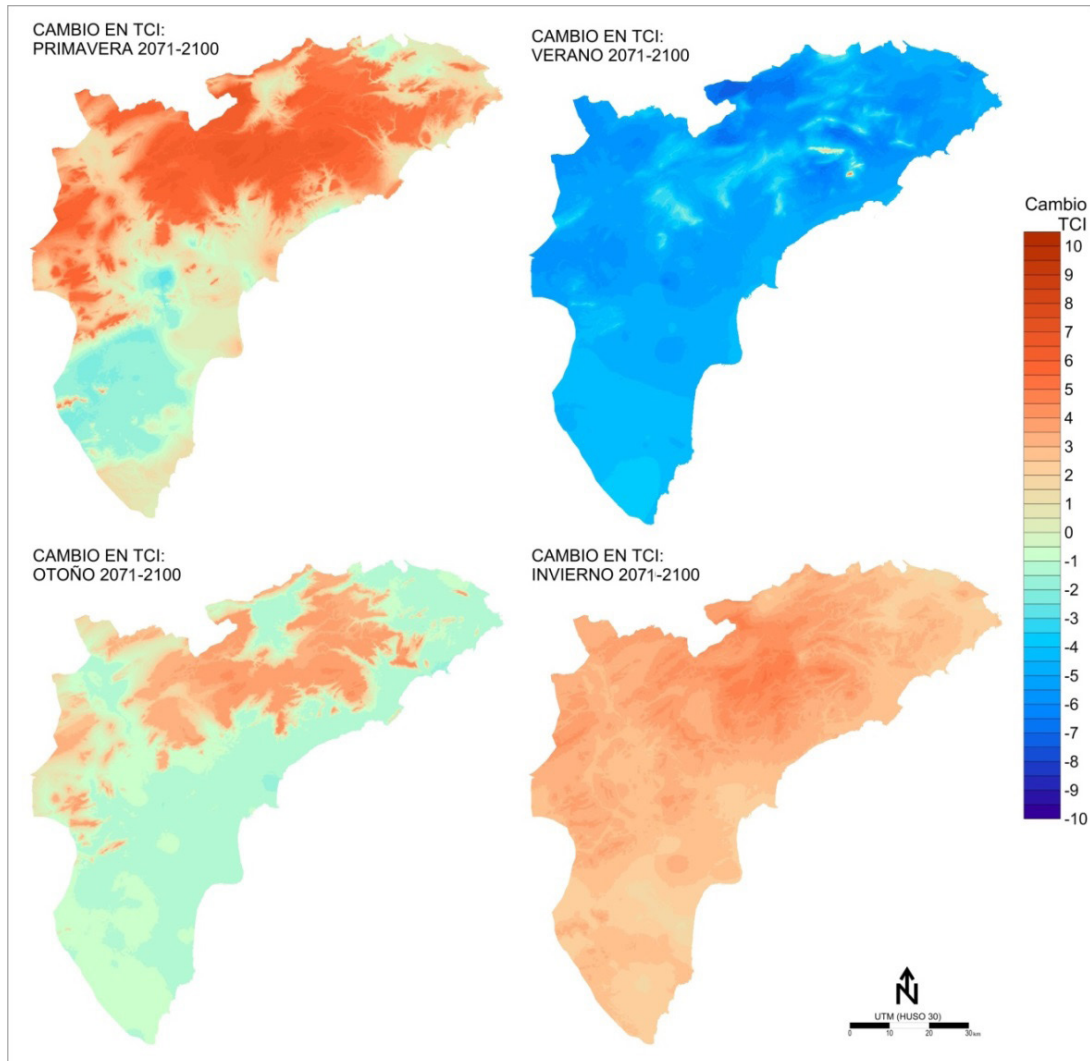 CAMBIO EN TCI:
PRIMAVERA 2071-2100
CAMBIO EN TCI:
VERANO 2071-2100
Cambio
TCI
10
9
8
7
6
5
4
3
2
1
0
-1
-2
-3
-4
-5
-6
-7
-8
-9
-10
CAMBIO EN TCI:
OTOÑO 2071-2100
CAMBIO EN TCI:
INVIERNO 2071-2100
N
UTM (HUSO 30)
0 10 20 30 km